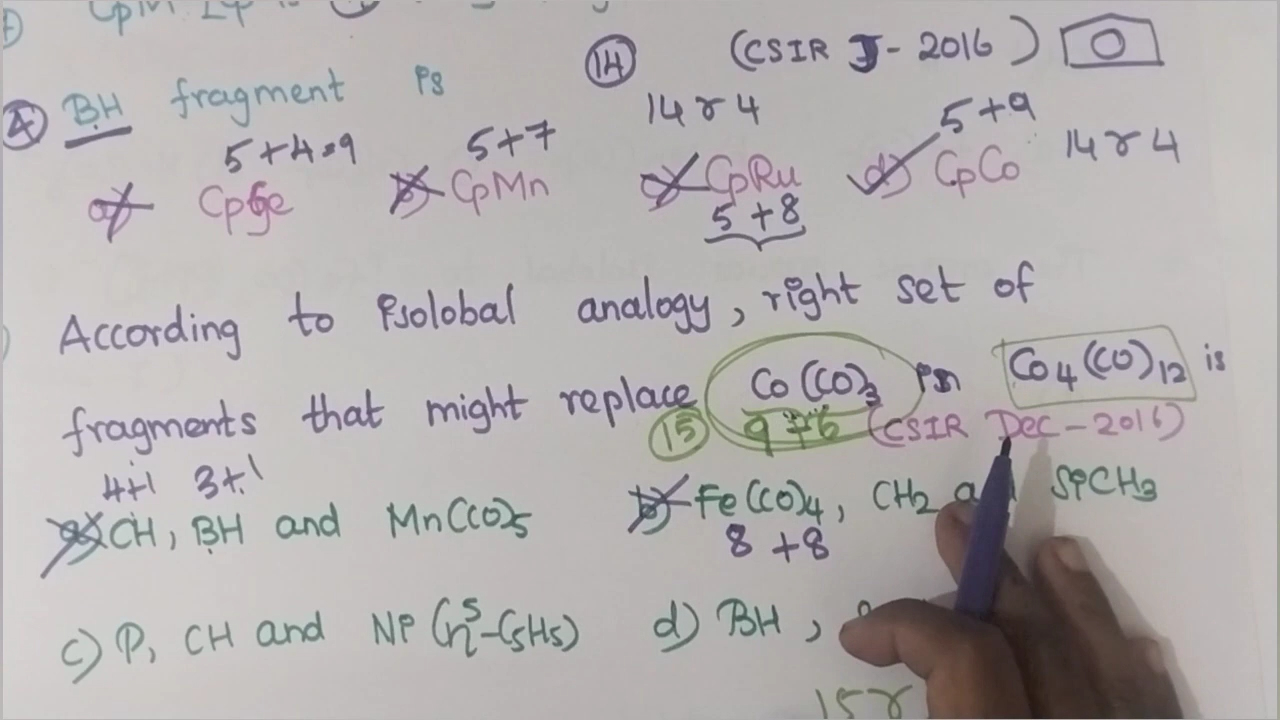 CpM
14 (CSIR J - 2016)
4 BH fragment is
5+4=9 5+7 14 γ 4 5+9 14 γ 4
a) CpGe b) CpMn c) CpRu d) CpCo
5+8
According to isolobal analogy, right set of
fragments that might replace Co(CO)3 in Co4(CO)12 is
15 9+6 (CSIR Dec-2016)
4+1 3+1
a) CH, BH and Mn(CO)5 b) Fe(CO)4, CH2 and SiCH3
8+8
c) P, CH and Ni(η5-C5H5) d) BH,
15γ